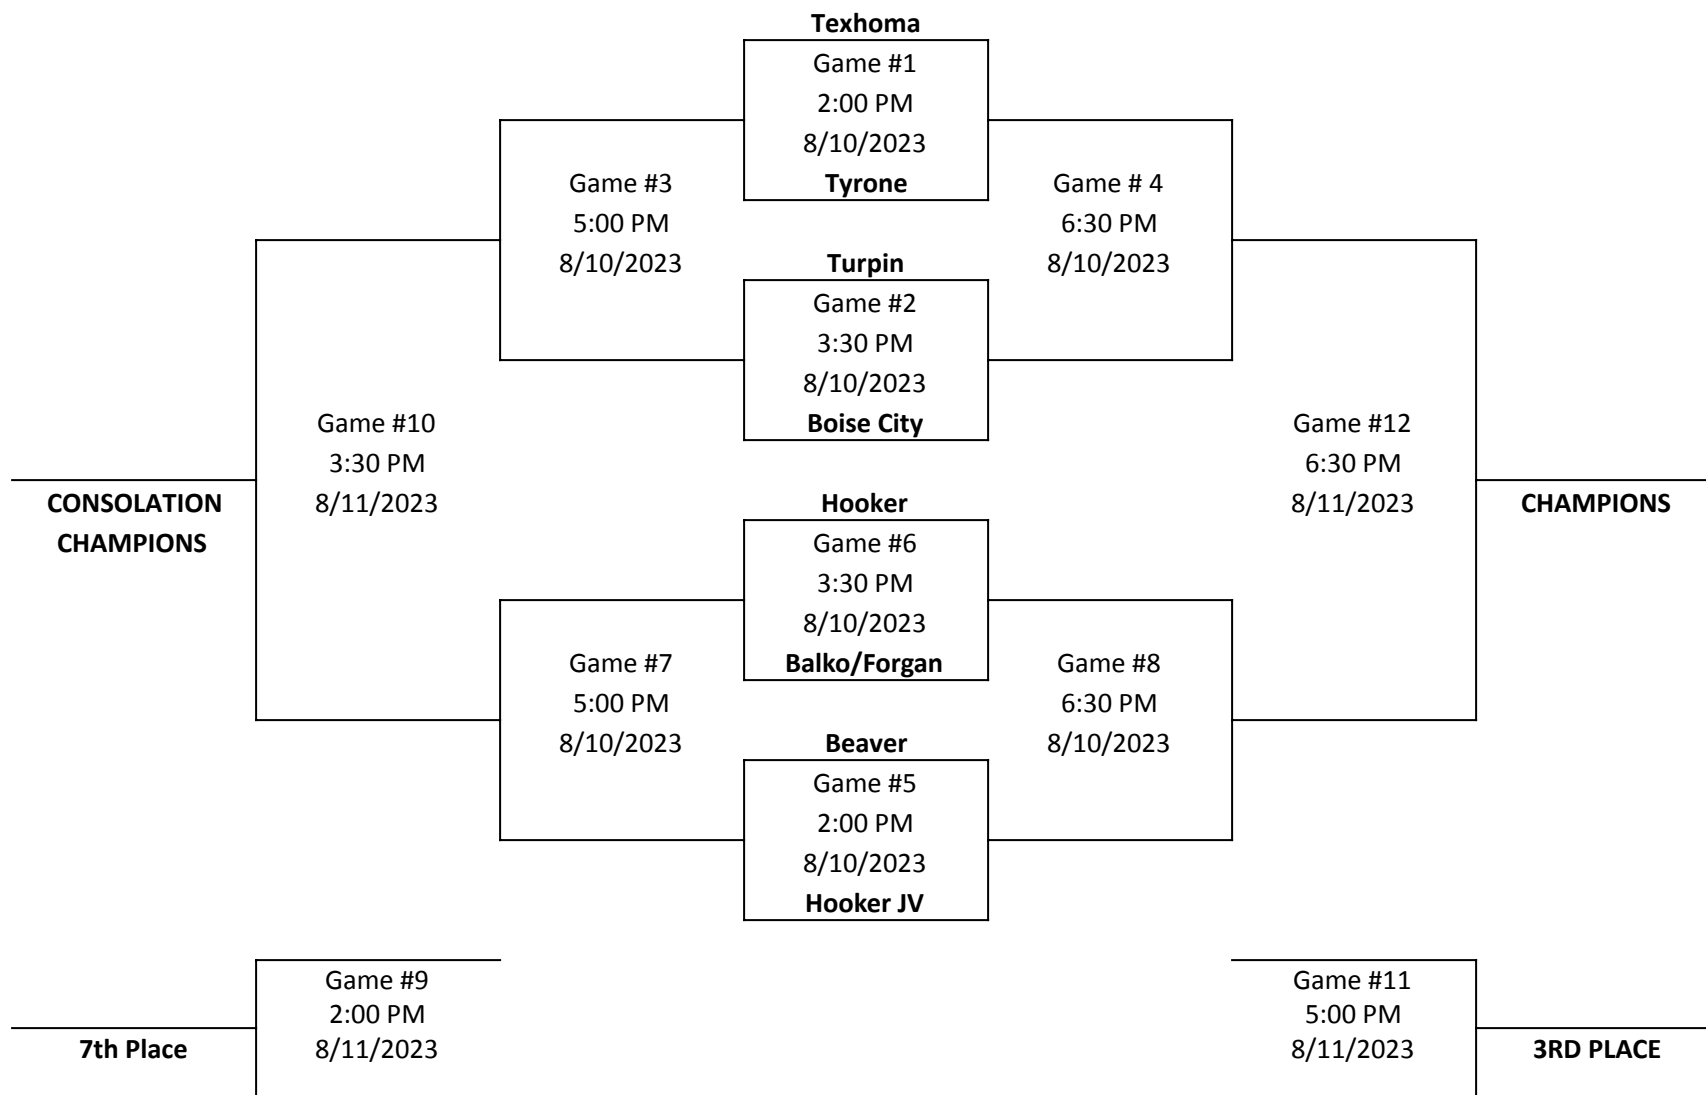 Texhoma
Game #1
2:00 PM
8/10/2023
Tyrone
Game #3
5:00 PM
8/10/2023
Game # 4
6:30 PM
8/10/2023
Turpin
Game #2
3:30 PM
8/10/2023
Boise City
Game #10
3:30 PM
8/11/2023
Game #12
6:30 PM
8/11/2023
CONSOLATION
CHAMPIONS
CHAMPIONS
Hooker
Game #6
3:30 PM
8/10/2023
Balko/Forgan
Game #7
5:00 PM
8/10/2023
Game #8
6:30 PM
8/10/2023
Beaver
Game #5
2:00 PM
8/10/2023
Hooker JV
Game #9
2:00 PM
8/11/2023
7th Place
Game #11
5:00 PM
8/11/2023
3RD PLACE